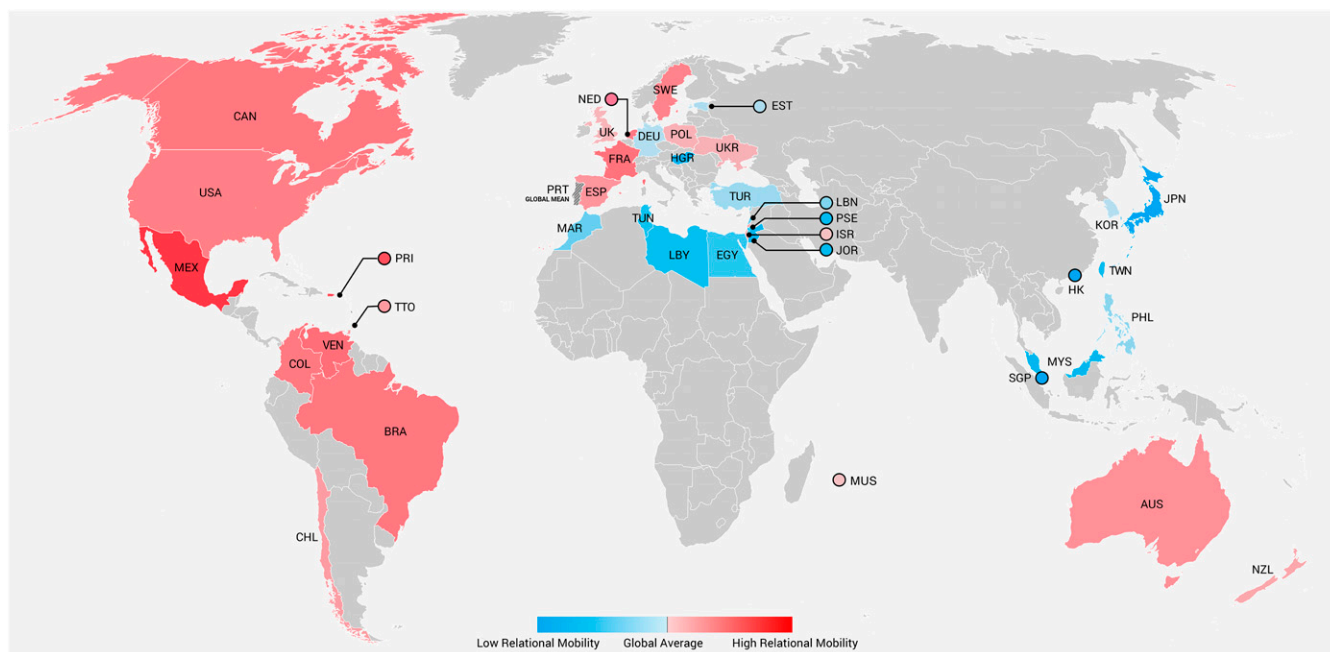 CAN
USA
MEX
PRI
TTO
VEN
COL
BRA
CHL
NED
SWE
EST
UK
DEU
POL
UKR
FRA
HGR
PRT
GLOBAL MEAN
ESP
TUR
LBN
PSE
ISR
JOR
MAR
TUN
LBY
EGY
JPN
KOR
TWN
HK
PHL
MYS
SGP
MUS
AUS
NZL
Low Relational Mobility Global Average High Relational Mobility